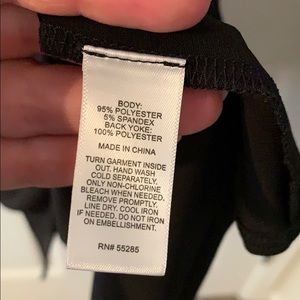 BODY:
95% POLYESTER
5% SPANDEX
BACK YOKE:
100% POLYESTER
MADE IN CHINA
TURN GARMENT INSIDE
OUT. HAND WASH
COLD SEPARATELY.
ONLY NON-CHLORINE
BLEACH WHEN NEEDED.
REMOVE PROMPTLY.
LINE DRY. COOL IRON
IF NEEDED. DO NOT IRON
ON EMBELLISHMENT.
RN# 55285